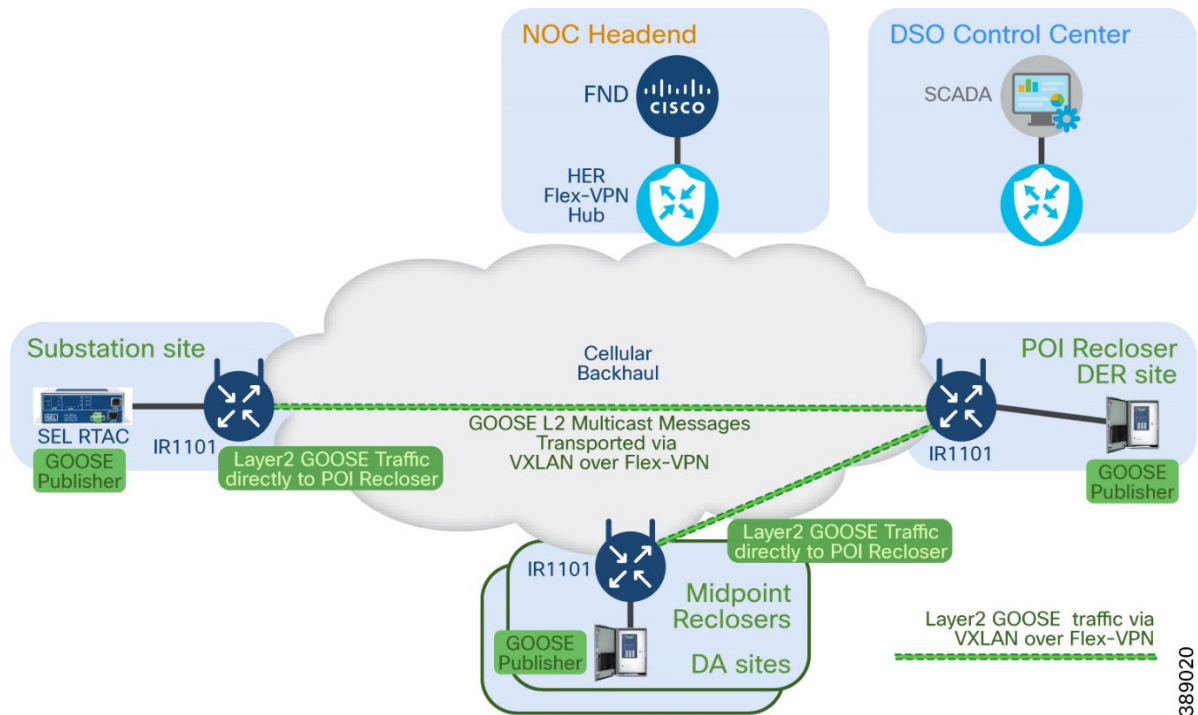 NOC Headend
FND
CISCO
HER
Flex-VPN
Hub
DSO Control Center
SCADA
Substation site
SEL
SEL RTAC
GOOSE
Publisher
IR1101
Layer2 GOOSE Traffic
directly to POI Recloser
Cellular
Backhaul
GOOSE L2 Multicast Messages
Transported via
VXLAN over Flex-VPN
POI Recloser
DER site
IR1101
GOOSE
Publisher
Layer2 GOOSE Traffic
directly to POI Recloser
IR1101
Midpoint
Reclosers
DA sites
GOOSE
Publisher
Layer2 GOOSE traffic via
VXLAN over Flex-VPN
389020